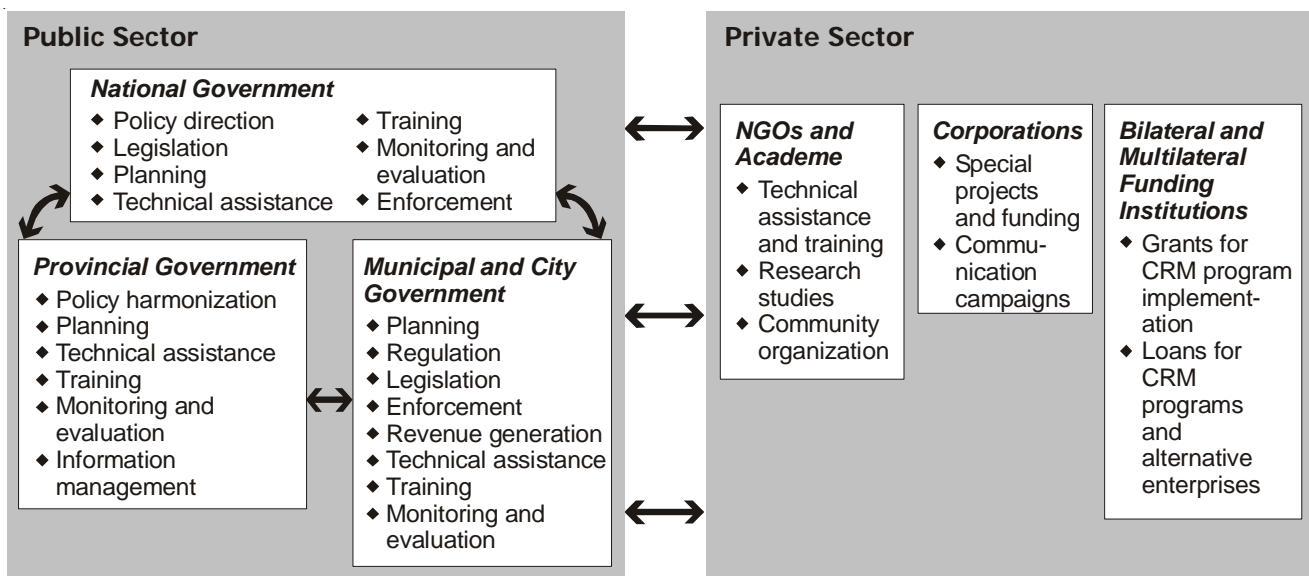 Public Sector
National Government
◆ Policy direction
◆ Legislation
◆ Planning
◆ Technical assistance
◆ Training
◆ Monitoring and
evaluation
◆ Enforcement
Provincial Government
◆ Policy harmonization
◆ Planning
◆ Technical assistance
◆ Training
◆ Monitoring and
evaluation
◆ Information
management
Municipal and City
Government
◆ Planning
◆ Regulation
◆ Legislation
◆ Enforcement
◆ Revenue generation
◆ Technical assistance
◆ Training
◆ Monitoring and
evaluation
Private Sector
NGOs and
Academe
◆ Technical
assistance
and training
◆ Research
studies
◆ Community
organization
Corporations
◆ Special
projects
and funding
◆ Commu-
nication
campaigns
Bilateral and
Multilateral
Funding
Institutions
◆ Grants for
CRM program
implement-
ation
◆ Loans for
CRM
programs
and
alternative
enterprises